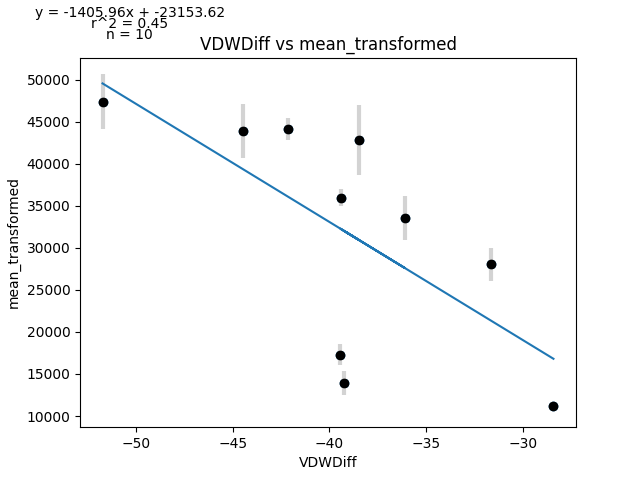 y = -1405.96x + -23153.62
r^2 = 0.45
n = 10
VDWDiff vs mean_transformed
50000
45000
40000
35000
30000
25000
20000
15000
10000
mean_transformed
−50
−45
−40
−35
−30
VDWDiff